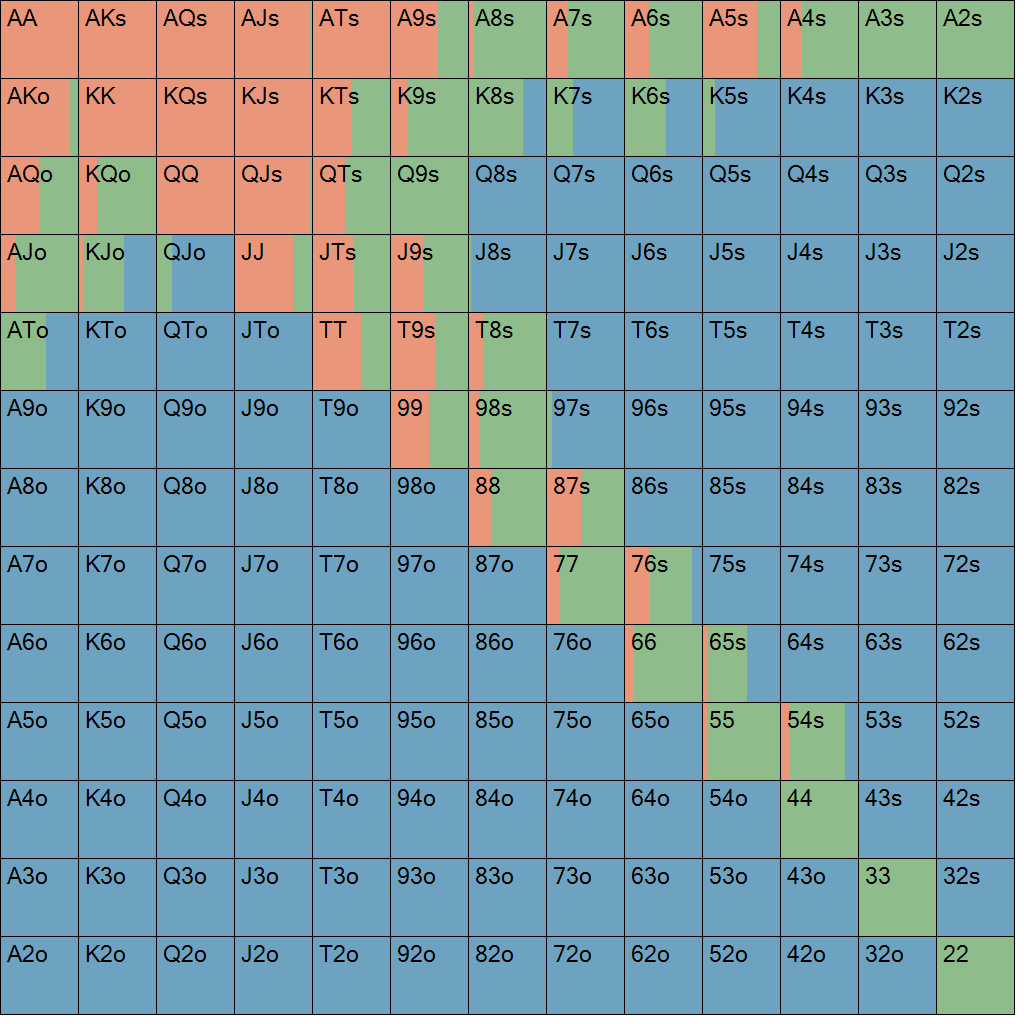 AA AKs AQs AJs ATs A9s A8s A7s A6s A5s A4s A3s A2s
AKo KK KQs KJs KTs K9s K8s K7s K6s K5s K4s K3s K2s
AQo KQo QQ QJs QTs Q9s Q8s Q7s Q6s Q5s Q4s Q3s Q2s
AJo KJo QJo JJ JTs J9s J8s J7s J6s J5s J4s J3s J2s
ATo KTo QTo JTo TT T9s T8s T7s T6s T5s T4s T3s T2s
A9o K9o Q9o J9o T9o 99 98s 97s 96s 95s 94s 93s 92s
A8o K8o Q8o J8o T8o 98o 88 87s 86s 85s 84s 83s 82s
A7o K7o Q7o J7o T7o 97o 87o 77 76s 75s 74s 73s 72s
A6o K6o Q6o J6o T6o 96o 86o 76o 66 65s 64s 63s 62s
A5o K5o Q5o J5o T5o 95o 85o 75o 65o 55 54s 53s 52s
A4o K4o Q4o J4o T4o 94o 84o 74o 64o 54o 44 43s 42s
A3o K3o Q3o J3o T3o 93o 83o 73o 63o 53o 43o 33 32s
A2o K2o Q2o J2o T2o 92o 82o 72o 62o 52o 42o 32o 22